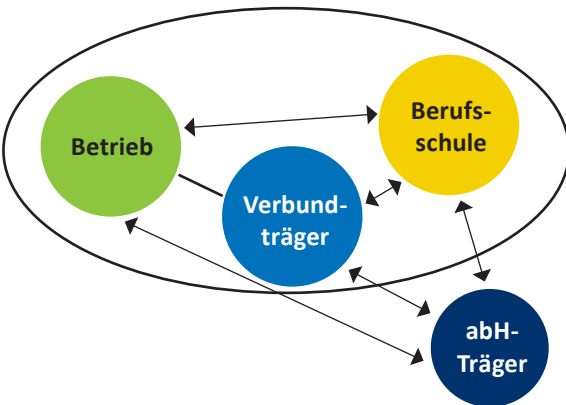 Betrieb
Berufs-
schule
Verbund-
träger
abH-
Träger